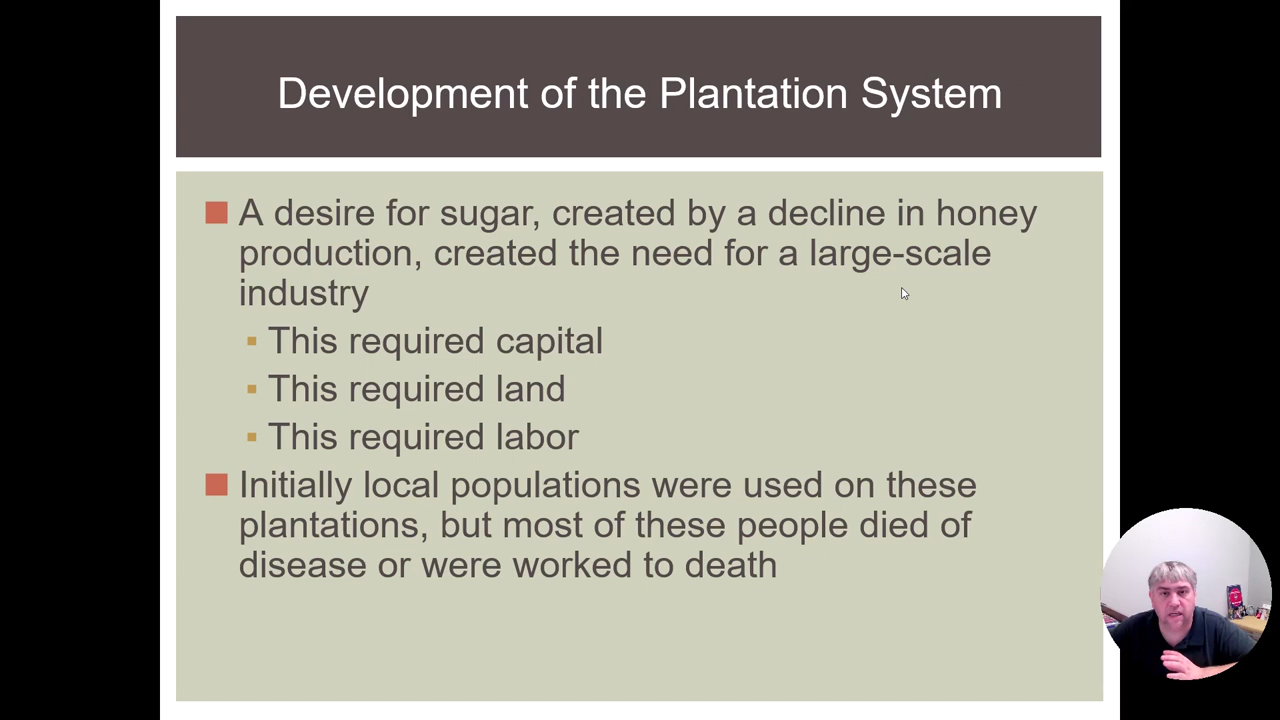 Development of the Plantation System
A desire for sugar, created by a decline in honey
production, created the need for a large-scale
industry
This required capital
This required land
This required labor
Initially local populations were used on these
plantations, but most of these people died of
disease or were worked to death